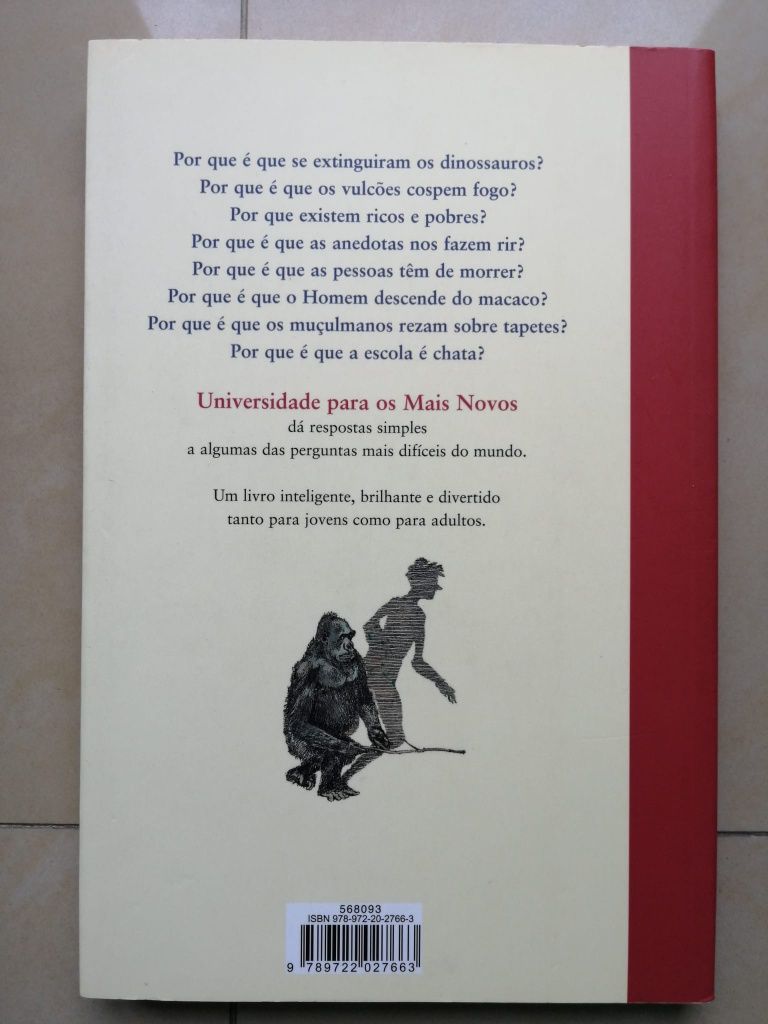 Por que é que se extinguiram os dinossauros?
Por que é que os vulcões cospem fogo?
Por que existem ricos e pobres?
Por que é que as anedotas nos fazem rir?
Por que é que as pessoas têm de morrer?
Por que é que o Homem descende do macaco?
Por que é que os muçulmanos rezam sobre tapetes?
Por que é que a escola é chata?
Universidade para os Mais Novos
dá respostas simples
a algumas das perguntas mais difíceis do mundo.
Um livro inteligente, brilhante e divertido
tanto para jovens como para adultos.
568093
ISBN 978-972-20-2766-3
9 789722 027663